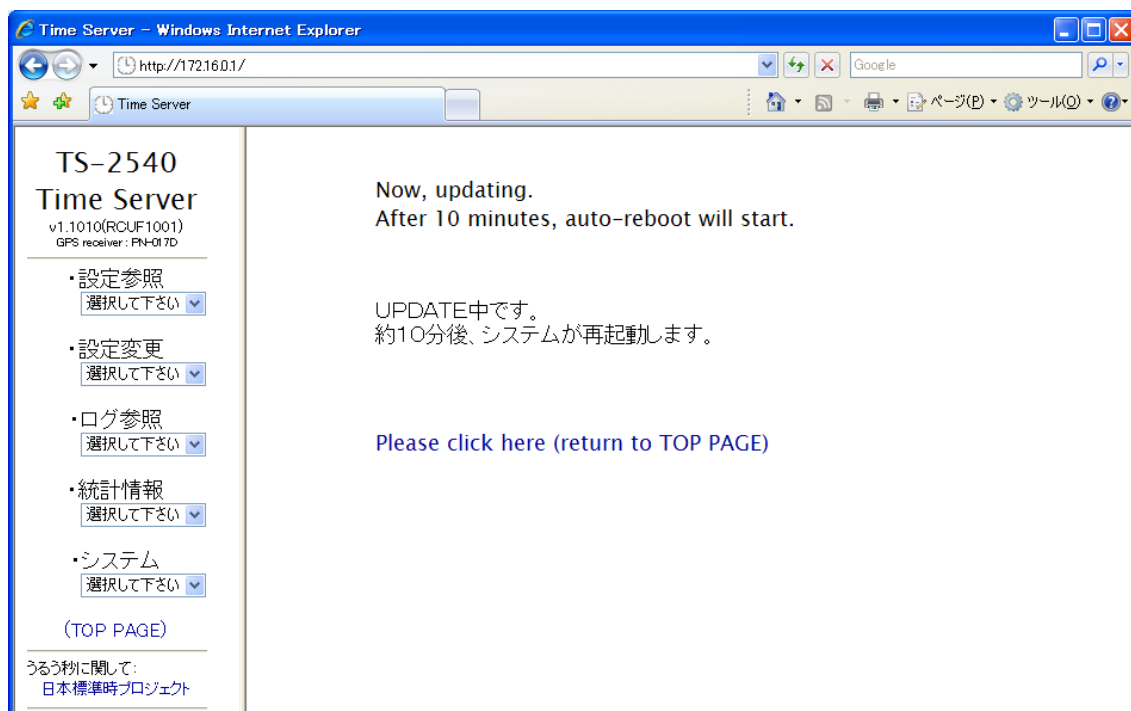 Time Server - Windows Internet Explorer
http://172.16.0.1/
Google
Time Server
ページ(P)
ツール(O)
TS-2540
Time Server
v1.1010(RCUF1001)
GPS receiver : PN-017D
・設定参照
選択して下さい
・設定変更
選択して下さい
・ログ参照
選択して下さい
・統計情報
選択して下さい
・システム
選択して下さい
(TOP PAGE)
うるう秒に関して:
日本標準時プロジェクト
Now, updating.
After 10 minutes, auto-reboot will start.
UPDATE中です。
約10分後、システムが再起動します。
Please click here (return to TOP PAGE)